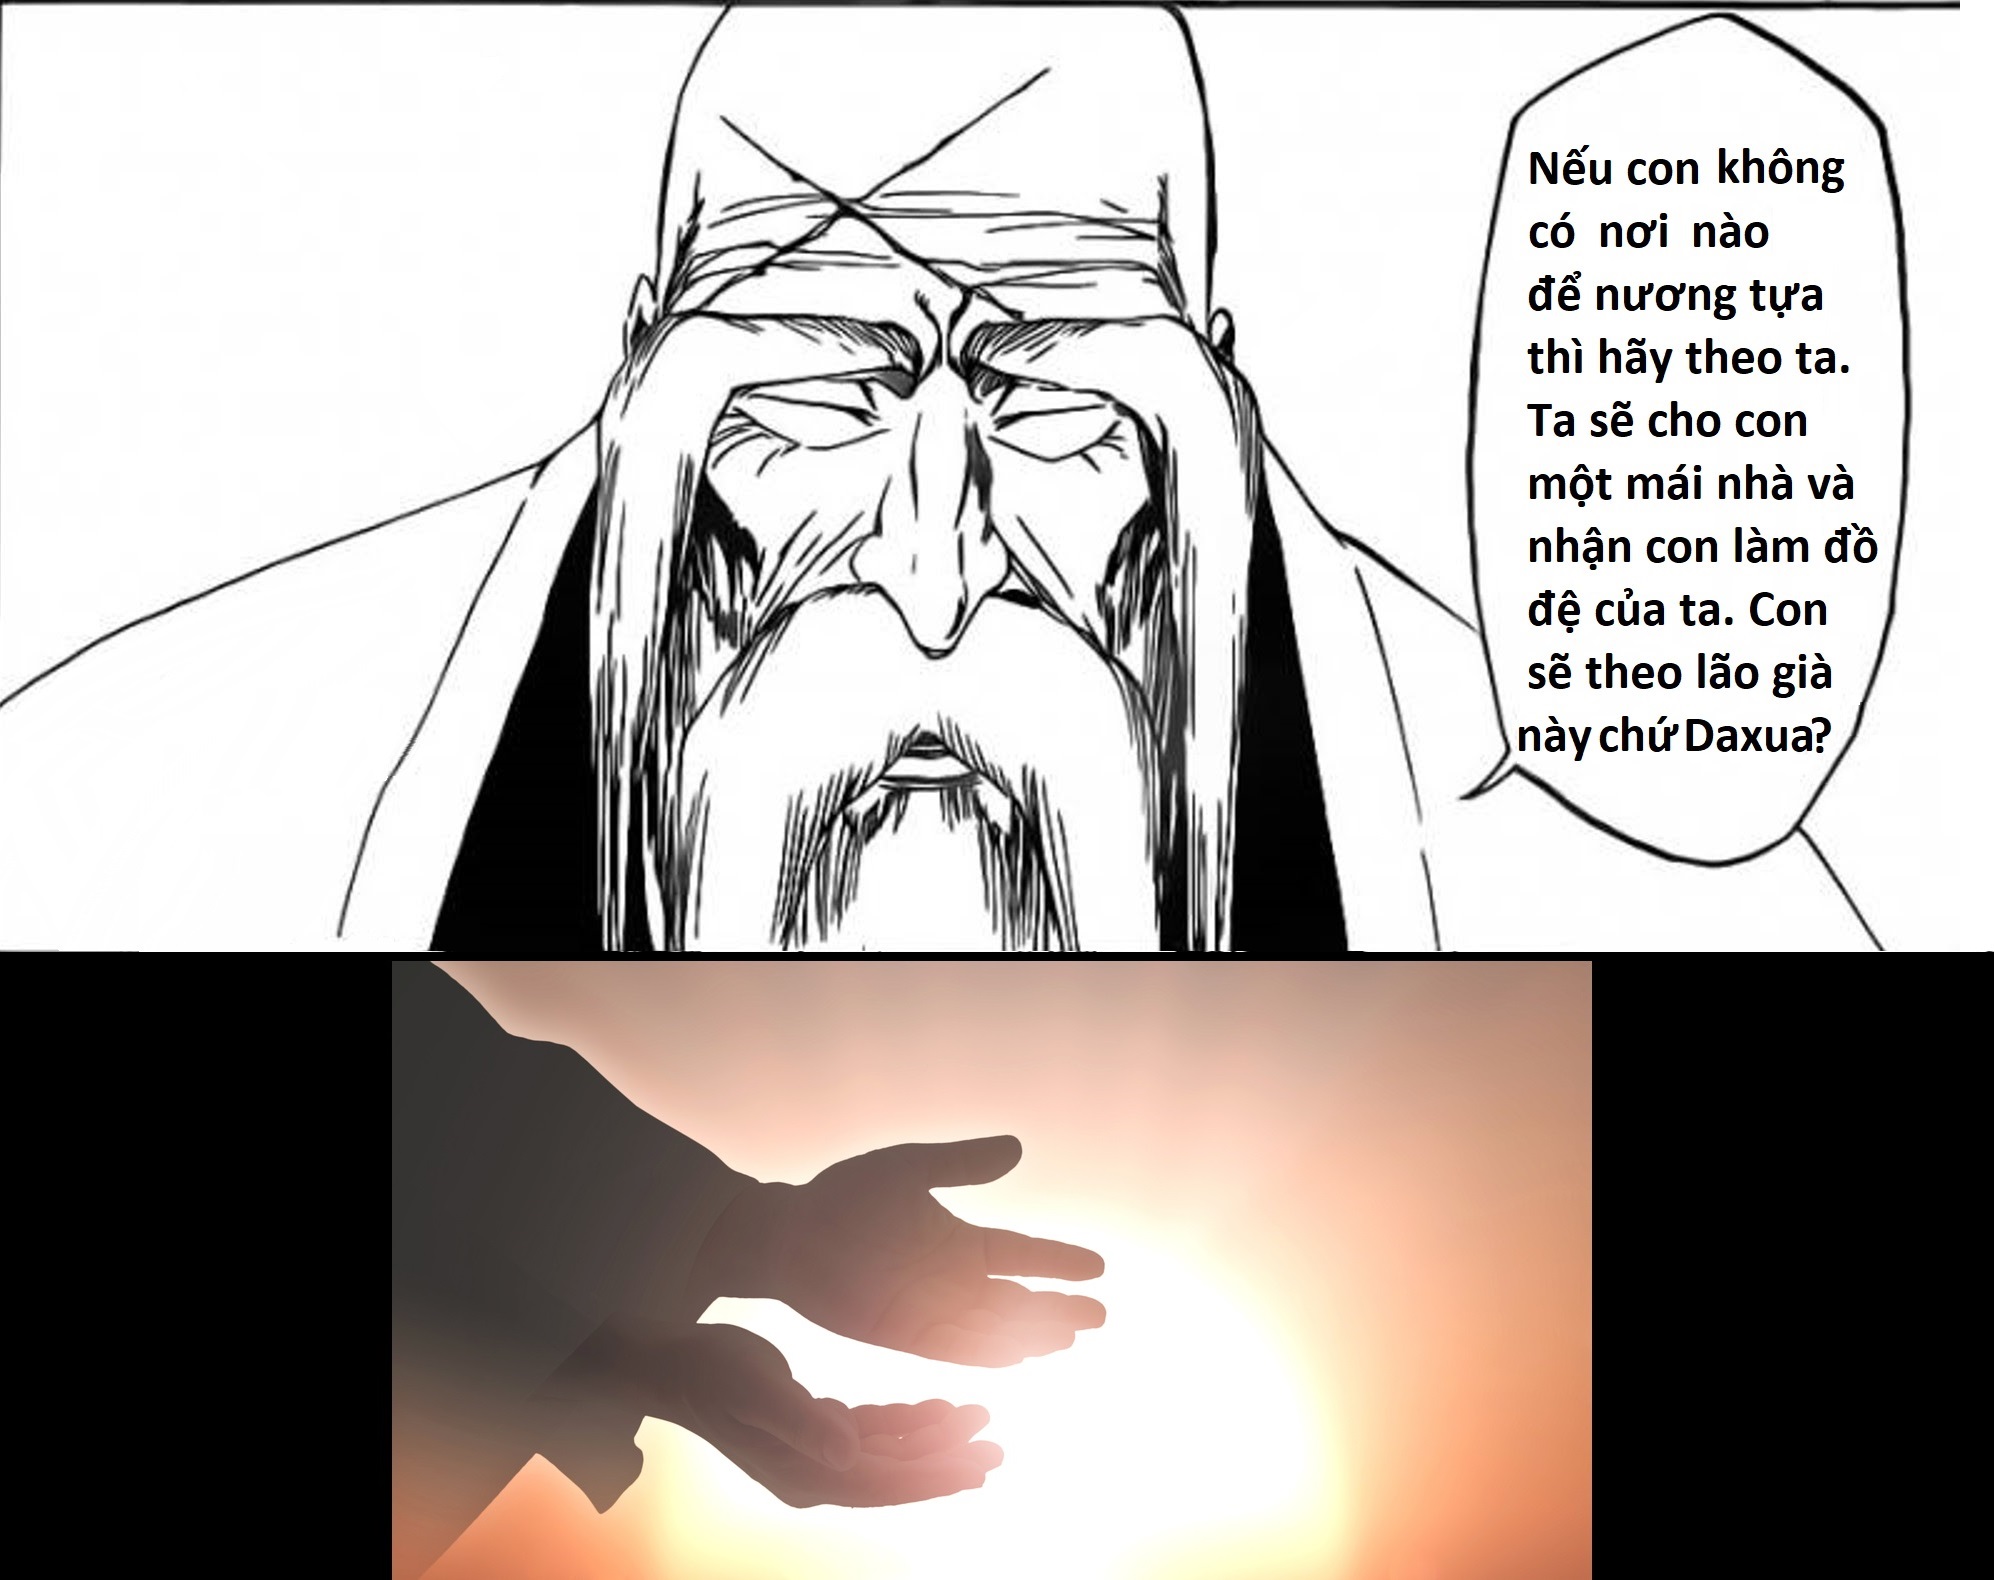 Nếu con không
có nơi nào
để nương tựa
thì hãy theo ta.
Ta sẽ cho con
một mái nhà và
nhận con làm đồ
đệ của ta. Con
sẽ theo lão già
này chứ Daxua?